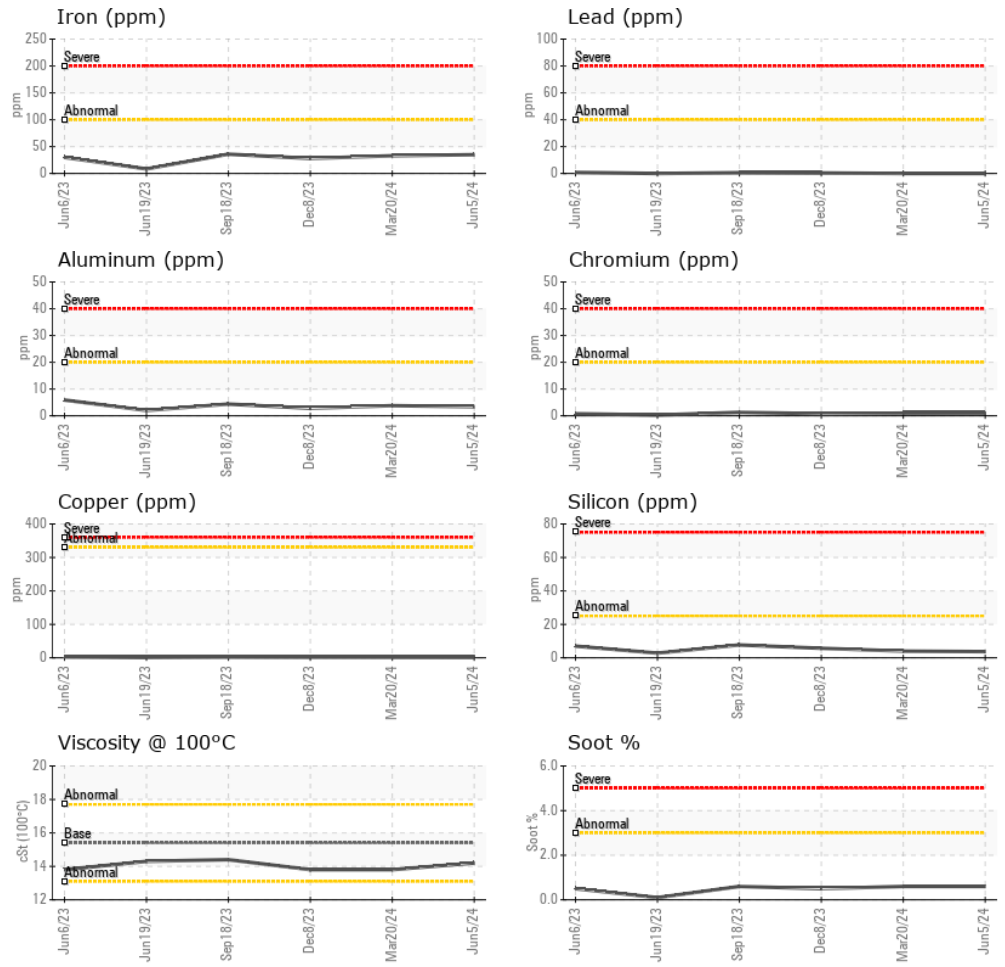 Iron (ppm)
250
200
150
100
50
0
ppm
Severe
Abnormal
Jun6/23
Jun19/23
Sep18/23
Dec8/23
Mar20/24
Jun5/24
Lead (ppm)
100
80
60
40
20
0
ppm
Severe
Abnormal
Jun6/23
Jun19/23
Sep18/23
Dec8/23
Mar20/24
Jun5/24
Aluminum (ppm)
50
40
30
20
10
0
ppm
Severe
Abnormal
Jun6/23
Jun19/23
Sep18/23
Dec8/23
Mar20/24
Jun5/24
Chromium (ppm)
50
40
30
20
10
0
ppm
Severe
Abnormal
Jun6/23
Jun19/23
Sep18/23
Dec8/23
Mar20/24
Jun5/24
Copper (ppm)
400
300
200
100
0
ppm
Severe
Abnormal
Jun6/23
Jun19/23
Sep18/23
Dec8/23
Mar20/24
Jun5/24
Silicon (ppm)
80
60
40
20
0
ppm
Severe
Abnormal
Jun6/23
Jun19/23
Sep18/23
Dec8/23
Mar20/24
Jun5/24
Viscosity @ 100°C
20
18
16
14
12
cSt (100°C)
Abnormal
Base
Abnormal
Jun6/23
Jun19/23
Sep18/23
Dec8/23
Mar20/24
Jun5/24
Soot %
6.0
4.0
2.0
0.0
Soot %
Severe
Abnormal
Jun6/23
Jun19/23
Sep18/23
Dec8/23
Mar20/24
Jun5/24